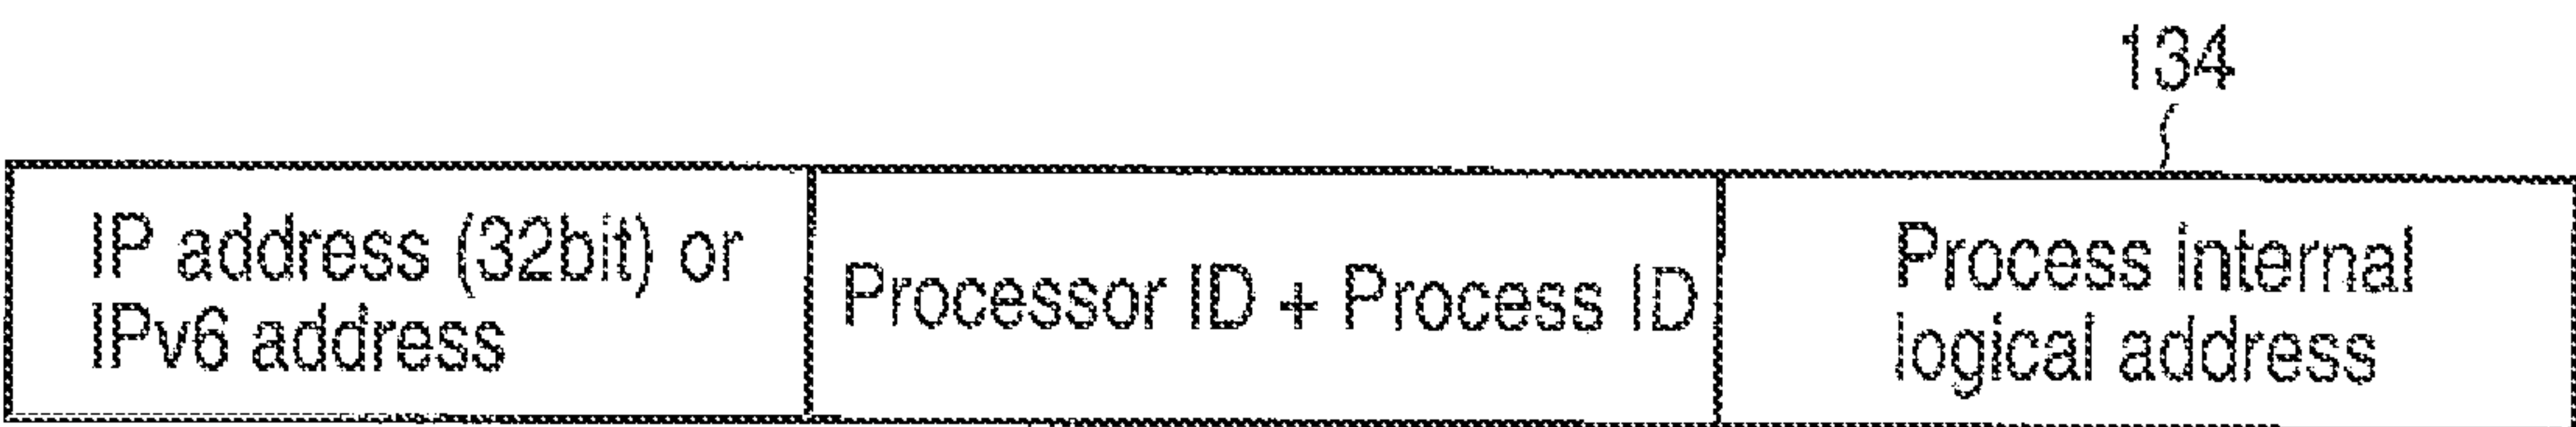 134
IP address (32bit) or
IPv6 address
Processor ID + Process ID
Process internal
logical address